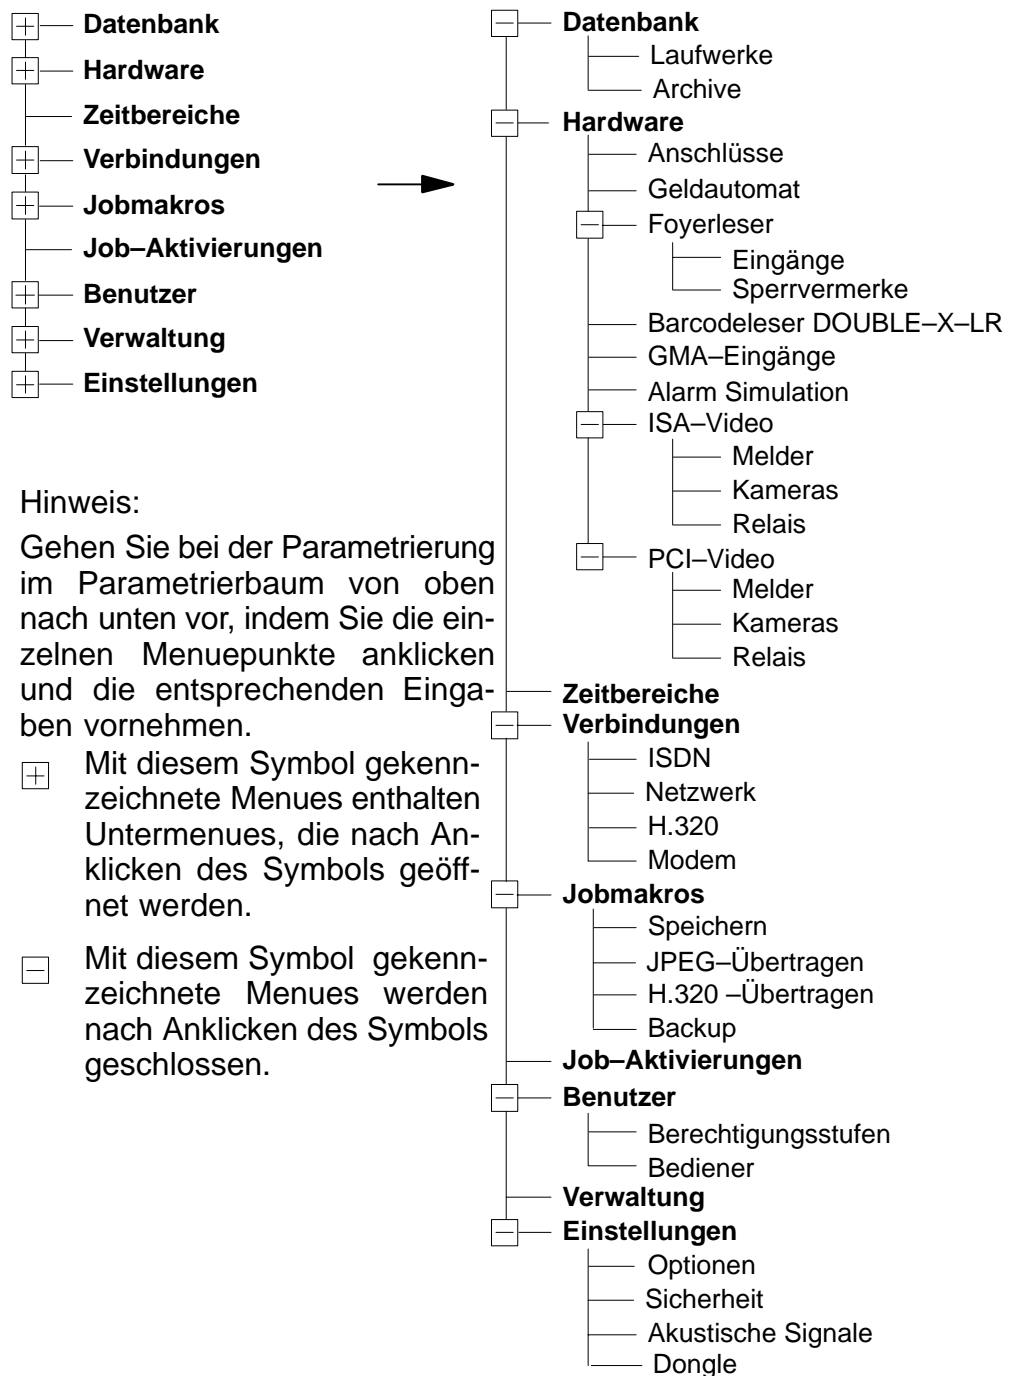 Datenbank
Hardware
Zeitbereiche
Verbindungen
Jobmakros
Job–Aktivierungen
Benutzer
Verwaltung
Einstellungen
Hinweis:
Gehen Sie bei der Parametrierung
im Parametrierbaum von oben
nach unten vor, indem Sie die ein-
zelnen Menuepunkte anklicken
und die entsprechenden Einga-
ben vornehmen.
Mit diesem Symbol gekenn-
zeichnete Menues enthalten
Untermenues, die nach An-
klicken des Symbols geöff-
net werden.
Mit diesem Symbol gekenn-
zeichnete Menues werden
nach Anklicken des Symbols
geschlossen.
Datenbank
Laufwerke
Archive
Hardware
Anschlüsse
Geldautomat
Foyerleser
Eingänge
Sperrvermerke
Barcodeleser DOUBLE–X–LR
GMA–Eingänge
Alarm Simulation
ISA–Video
Melder
Kameras
Relais
PCI–Video
Melder
Kameras
Relais
Zeitbereiche
Verbindungen
ISDN
Netzwerk
H.320
Modem
Jobmakros
Speichern
JPEG–Übertragen
H.320 –Übertragen
Backup
Job–Aktivierungen
Benutzer
Berechtigungsstufen
Bediener
Verwaltung
Einstellungen
Optionen
Sicherheit
Akustische Signale
Dongle